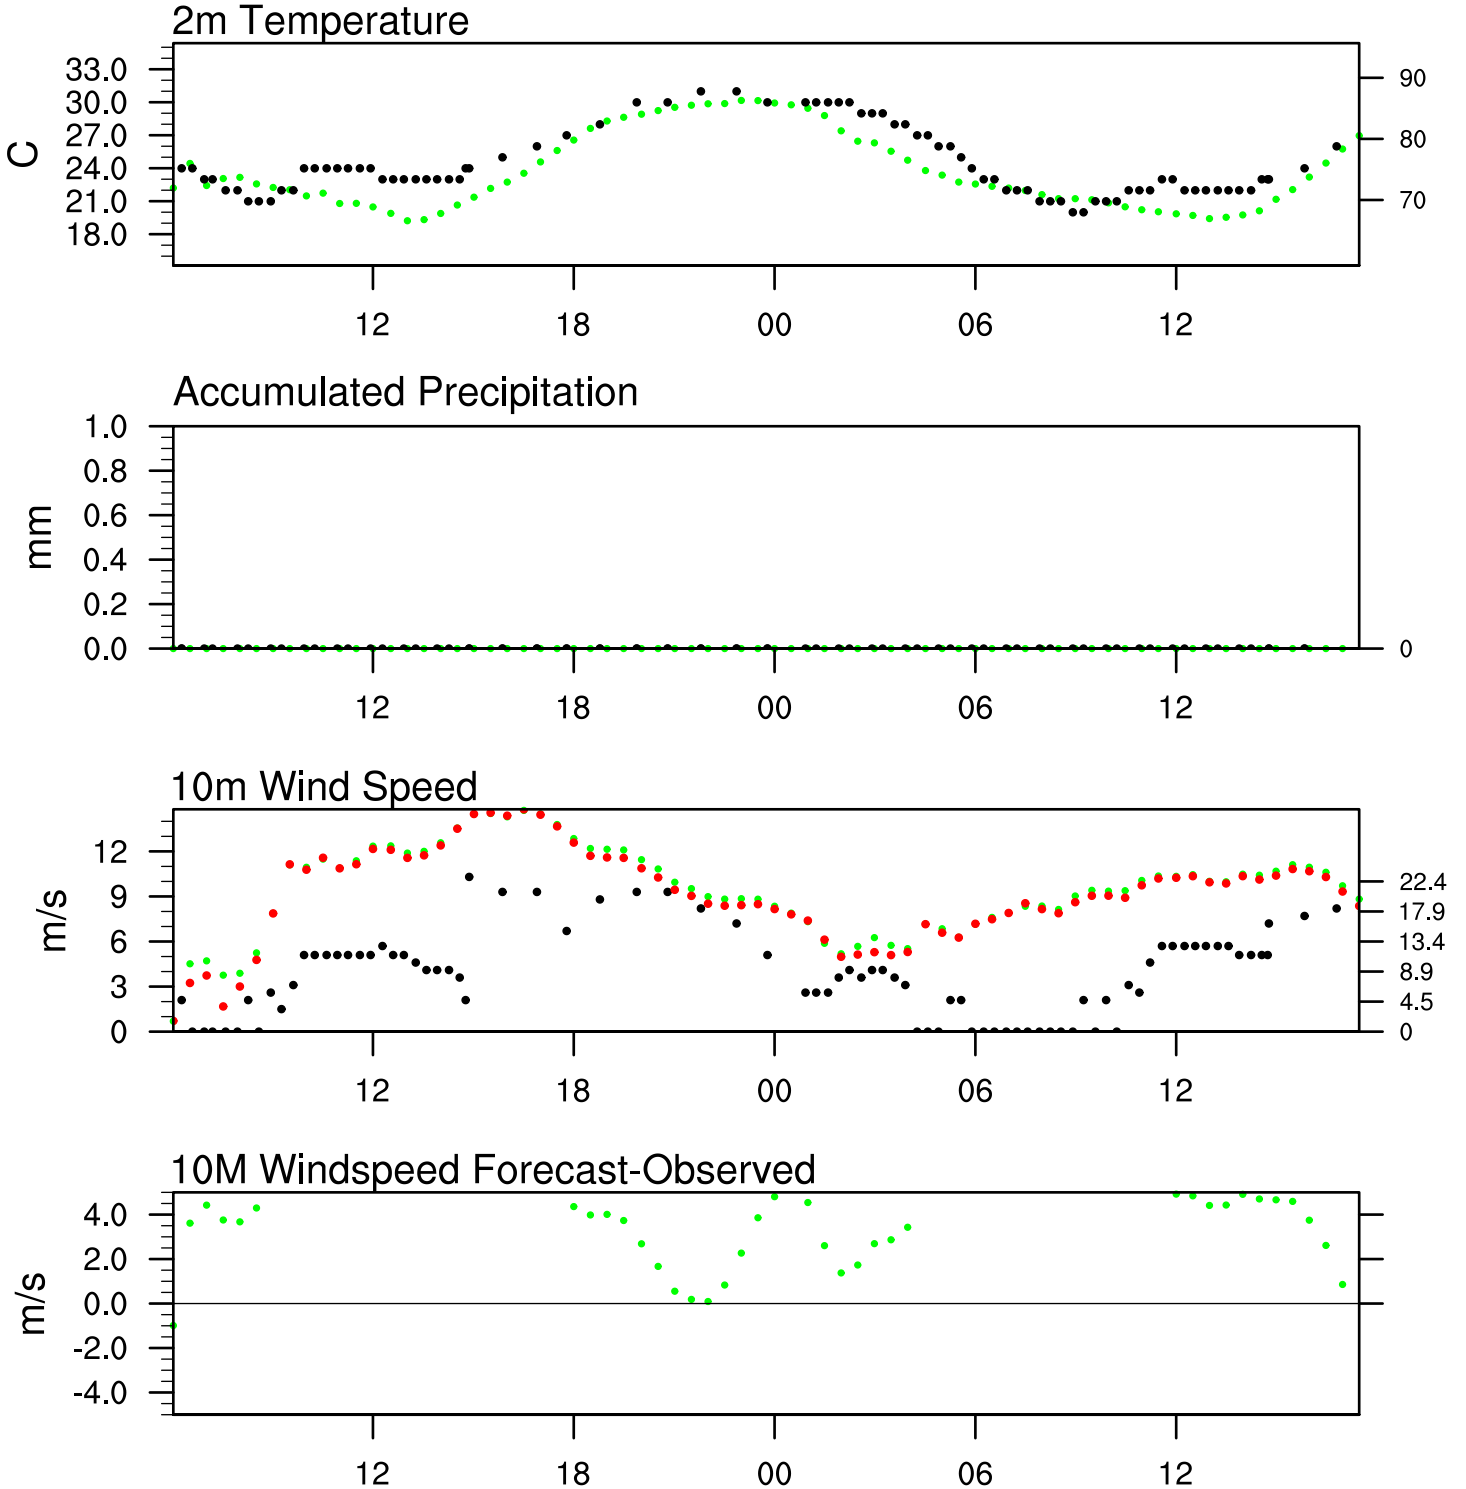 2m Temperature
33.0
30.0
27.0
24.0
21.0
18.0
C
90
80
70
12 18 00 06 12
Accumulated Precipitation
1.0
0.8
0.6
0.4
0.2
0.0
mm
0
12 18 00 06 12
10m Wind Speed
12
9
6
3
0
m/s
22.4
17.9
13.4
8.9
4.5
0
12 18 00 06 12
10M Windspeed Forecast-Observed
4.0
2.0
0.0
-2.0
-4.0
m/s
12 18 00 06 12